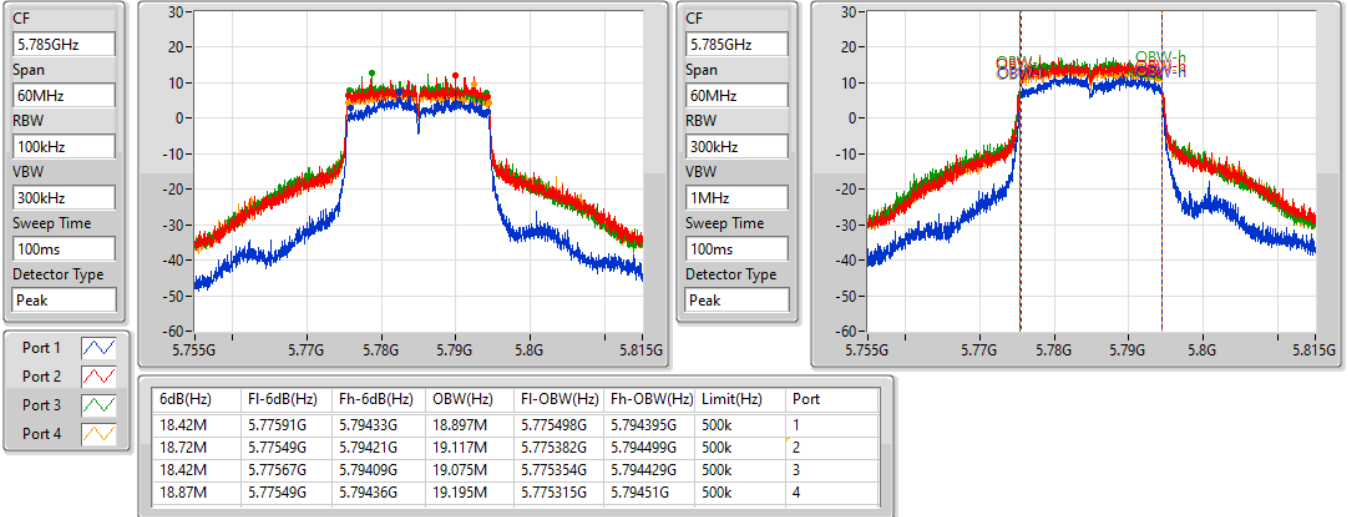 CF
5.785GHz
Span
60MHz
RBW
100kHz
VBW
300kHz
Sweep Time
100ms
Detector Type
Peak
30
20
10
0
-10
-20
-30
-40
-50
-60
5.755G 5.77G 5.78G 5.79G 5.8G 5.815G
CF
5.785GHz
Span
60MHz
RBW
300kHz
VBW
1MHz
Sweep Time
100ms
Detector Type
Peak
30
20
10
0
-10
-20
-30
-40
-50
-60
OBW-h
OBW-h
5.755G 5.77G 5.78G 5.79G 5.8G 5.815G
Port 1
Port 2
Port 3
Port 4
6dB(Hz) Fl-6dB(Hz) Fh-6dB(Hz) OBW(Hz) Fl-OBW(Hz) Fh-OBW(Hz) Limit(Hz) Port
18.42M 5.77591G 5.79433G 18.897M 5.775498G 5.794395G 500k 1
18.72M 5.77549G 5.79421G 19.117M 5.775382G 5.794499G 500k 2
18.42M 5.77567G 5.79409G 19.075M 5.775354G 5.794429G 500k 3
18.87M 5.77549G 5.79436G 19.195M 5.775315G 5.79451G 500k 4